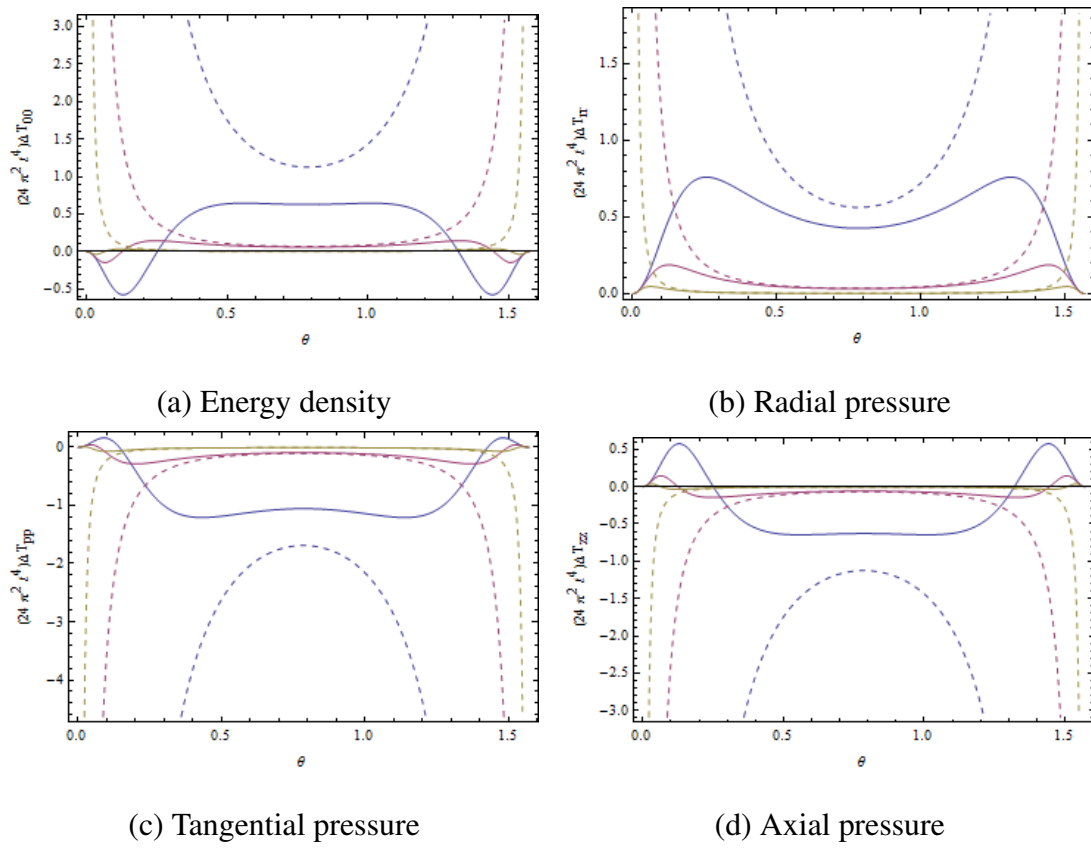 3.0
2.5
2.0
1.5
1.0
0.5
0.0
−0.5
(24 π² t⁴)ΔT₀₀
0.0 0.5 1.0 1.5
θ
1.5
1.0
0.5
0.0
(24 π² t⁴)ΔTrr
0.0 0.5 1.0 1.5
θ
(a) Energy density
(b) Radial pressure
0
−1
−2
−3
−4
(24 π² t⁴)ΔTpp
0.0 0.5 1.0 1.5
θ
0.5
0.0
−0.5
−1.0
−1.5
−2.0
−2.5
−3.0
(24 π² t⁴)ΔTzz
0.0 0.5 1.0 1.5
θ
(c) Tangential pressure
(d) Axial pressure